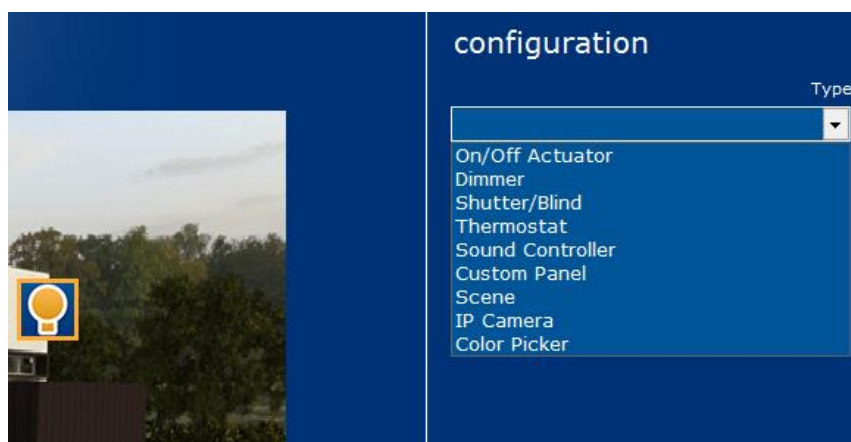 configuration
Type
On/Off Actuator
Dimmer
Shutter/Blind
Thermostat
Sound Controller
Custom Panel
Scene
IP Camera
Color Picker